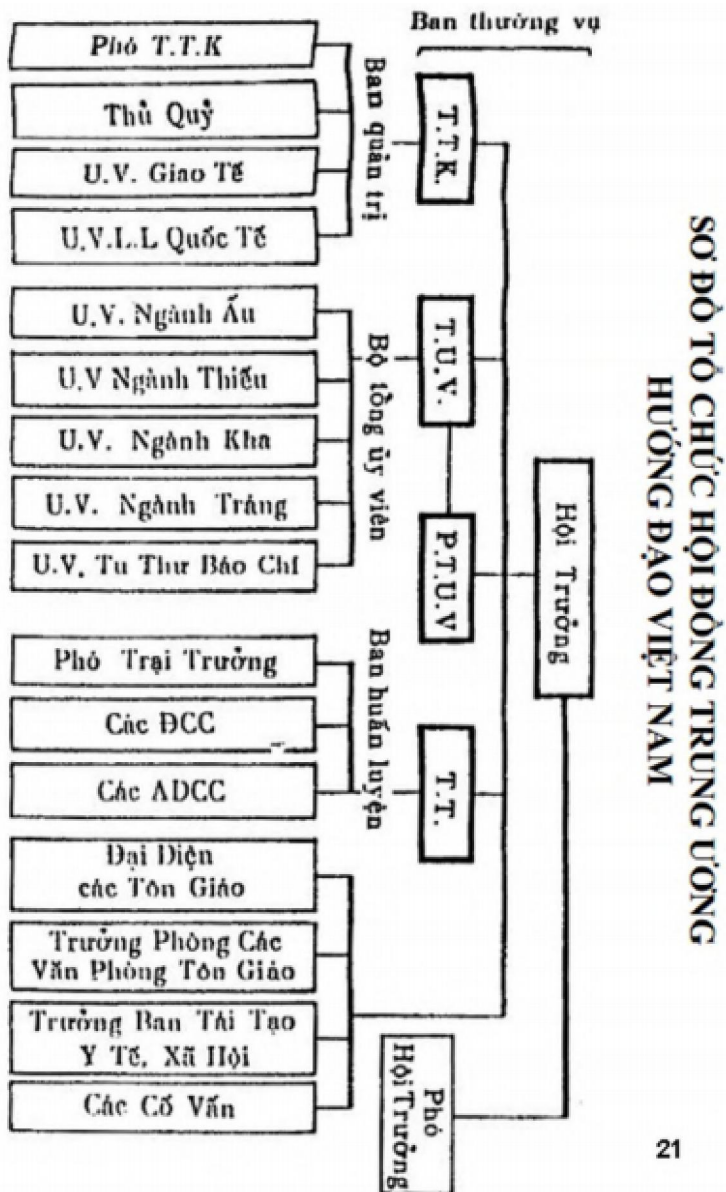 SƠ ĐỒ TỔ CHỨC HỘI ĐỒNG TRUNG ƯƠNG
HƯỚNG ĐẠO VIỆT NAM
Ban thường vụ
Hội Trưởng
Phó
Hội Trưởng
T.T.K.
T.U.V.
P.T.U.V
T.T.
Ban quản trị
Phó T.T.K
Thủ Quỹ
U.V. Giao Tế
U.V.L.L Quốc Tế
Bộ tổng ủy viên
U.V. Ngành Ấu
U.V Ngành Thiếu
U.V. Ngành Kha
U.V. Ngành Tráng
U.V. Tu Thư Báo Chí
Ban huấn luyện
Phó Trại Trưởng
Các ĐCC
Các ADCC
Đại Diện
các Tôn Giáo
Trưởng Phòng Các
Văn Phòng Tôn Giáo
Trưởng Ban Tái Tạo
Y Tế, Xã Hội
Các Cố Vấn
21